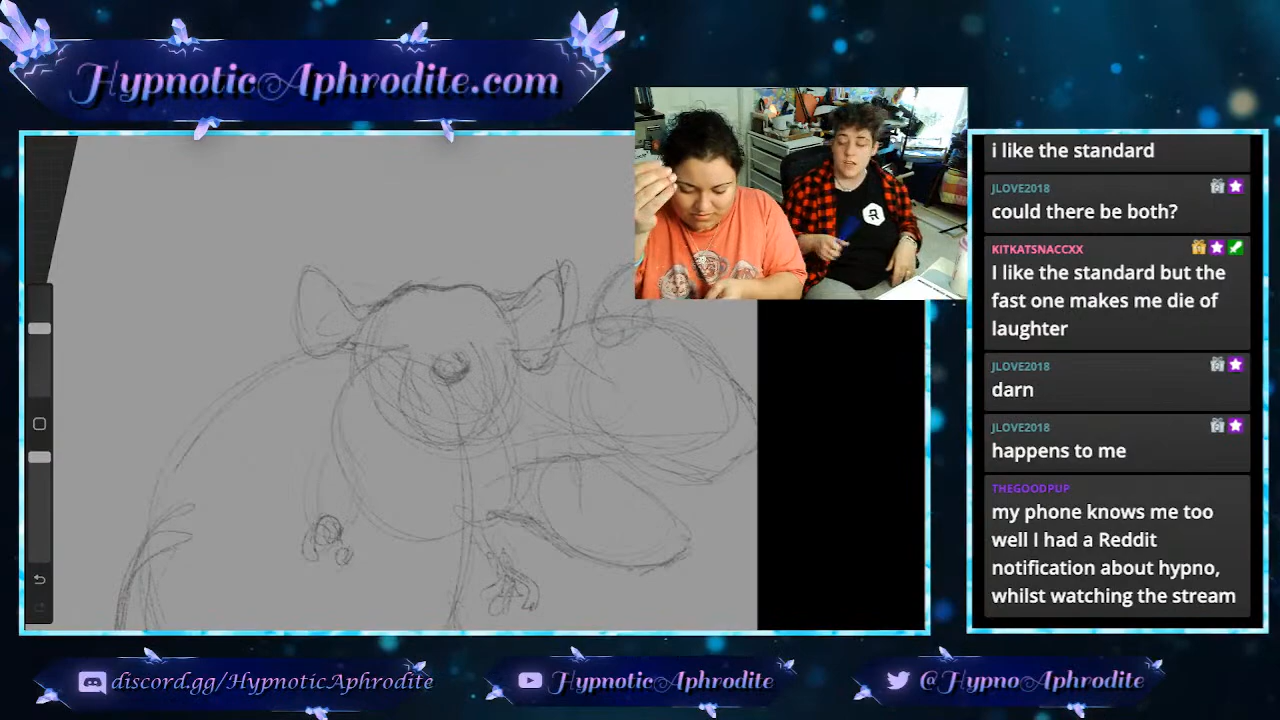 HypnoticAphrodite.com
i like the standard
JLOVE2018
could there be both?
KITKATSNACCXX
I like the standard but the
fast one makes me die of
laughter
JLOVE2018
darn
JLOVE2018
happens to me
THEGOODPUP
my phone knows me too
well I had a Reddit
notification about hypno,
whilst watching the stream
discord.gg/HypnoticAphrodite
HypnoticAphrodite
@HypnoAphrodite